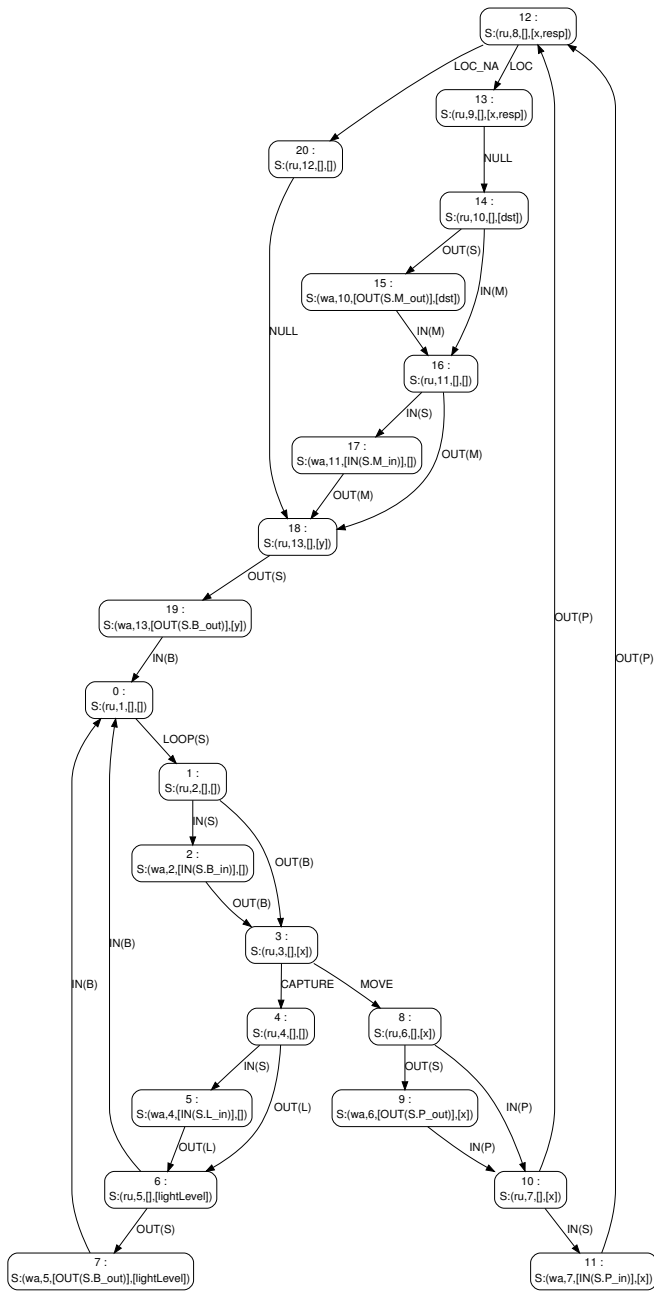 12 :
S:(ru,8,[],[x,resp])
LOC_NA
LOC
13 :
S:(ru,9,[],[x,resp])
20 :
S:(ru,12,[],[])
NULL
14 :
S:(ru,10,[],[dst])
OUT(S)
15 :
S:(wa,10,[OUT(S.M_out)],[dst])
IN(M)
NULL
IN(M)
16 :
S:(ru,11,[],[])
IN(S)
17 :
S:(wa,11,[IN(S.M_in)],[])
OUT(M)
OUT(M)
18 :
S:(ru,13,[],[y])
OUT(S)
19 :
S:(wa,13,[OUT(S.B_out)],[y])
OUT(P)
IN(B)
OUT(P)
0 :
S:(ru,1,[],[])
LOOP(S)
1 :
S:(ru,2,[],[])
IN(S)
2 :
S:(wa,2,[IN(S.B_in)],[])
OUT(B)
OUT(B)
3 :
S:(ru,3,[],[x])
IN(B)
IN(B)
CAPTURE
MOVE
4 :
S:(ru,4,[],[])
8 :
S:(ru,6,[],[x])
IN(S)
OUT(S)
5 :
S:(wa,4,[IN(S.L_in)],[])
OUT(L)
9 :
S:(wa,6,[OUT(S.P_out)],[x])
IN(P)
OUT(L)
IN(P)
6 :
S:(ru,5,[],[lightLevel])
10 :
S:(ru,7,[],[x])
OUT(S)
IN(S)
7 :
S:(wa,5,[OUT(S.B_out)],[lightLevel])
11 :
S:(wa,7,[IN(S.P_in)],[x])